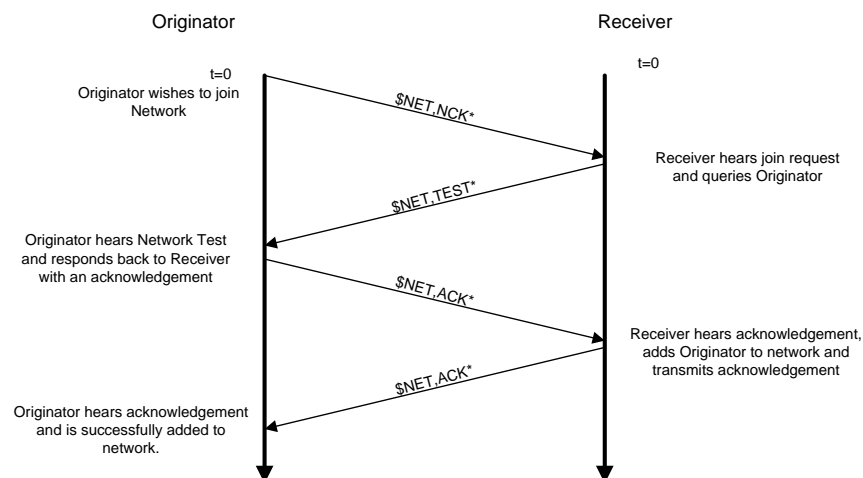 Originator
Receiver
t=0
t=0
Originator wishes to join
Network
$NET,NCK*
Receiver hears join request
and queries Originator
$NET,TEST*
Originator hears Network Test
and responds back to Receiver
with an acknowledgement
$NET,ACK*
Receiver hears acknowledgement,
adds Originator to network and
transmits acknowledgement
$NET,ACK*
Originator hears acknowledgement
and is successfully added to
network.